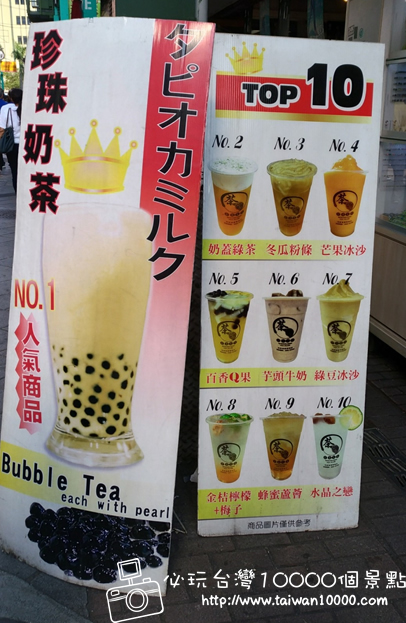 珍珠奶茶
タピオカミルク
NO.1
人氣商品
Bubble Tea
each with pearl
TOP 10
No. 2
No. 3
No. 4
奶蓋綠茶
冬瓜粉條
芒果冰沙
No. 5
No. 6
No. 7
百香Q果
芋頭牛奶
綠豆冰沙
No. 8
No. 9
No. 10
金桔檸檬
+梅子
蜂蜜蘆薈
水晶之戀
商品圖片僅供參考
必玩台灣10000個景點
http://www.taiwan10000.com